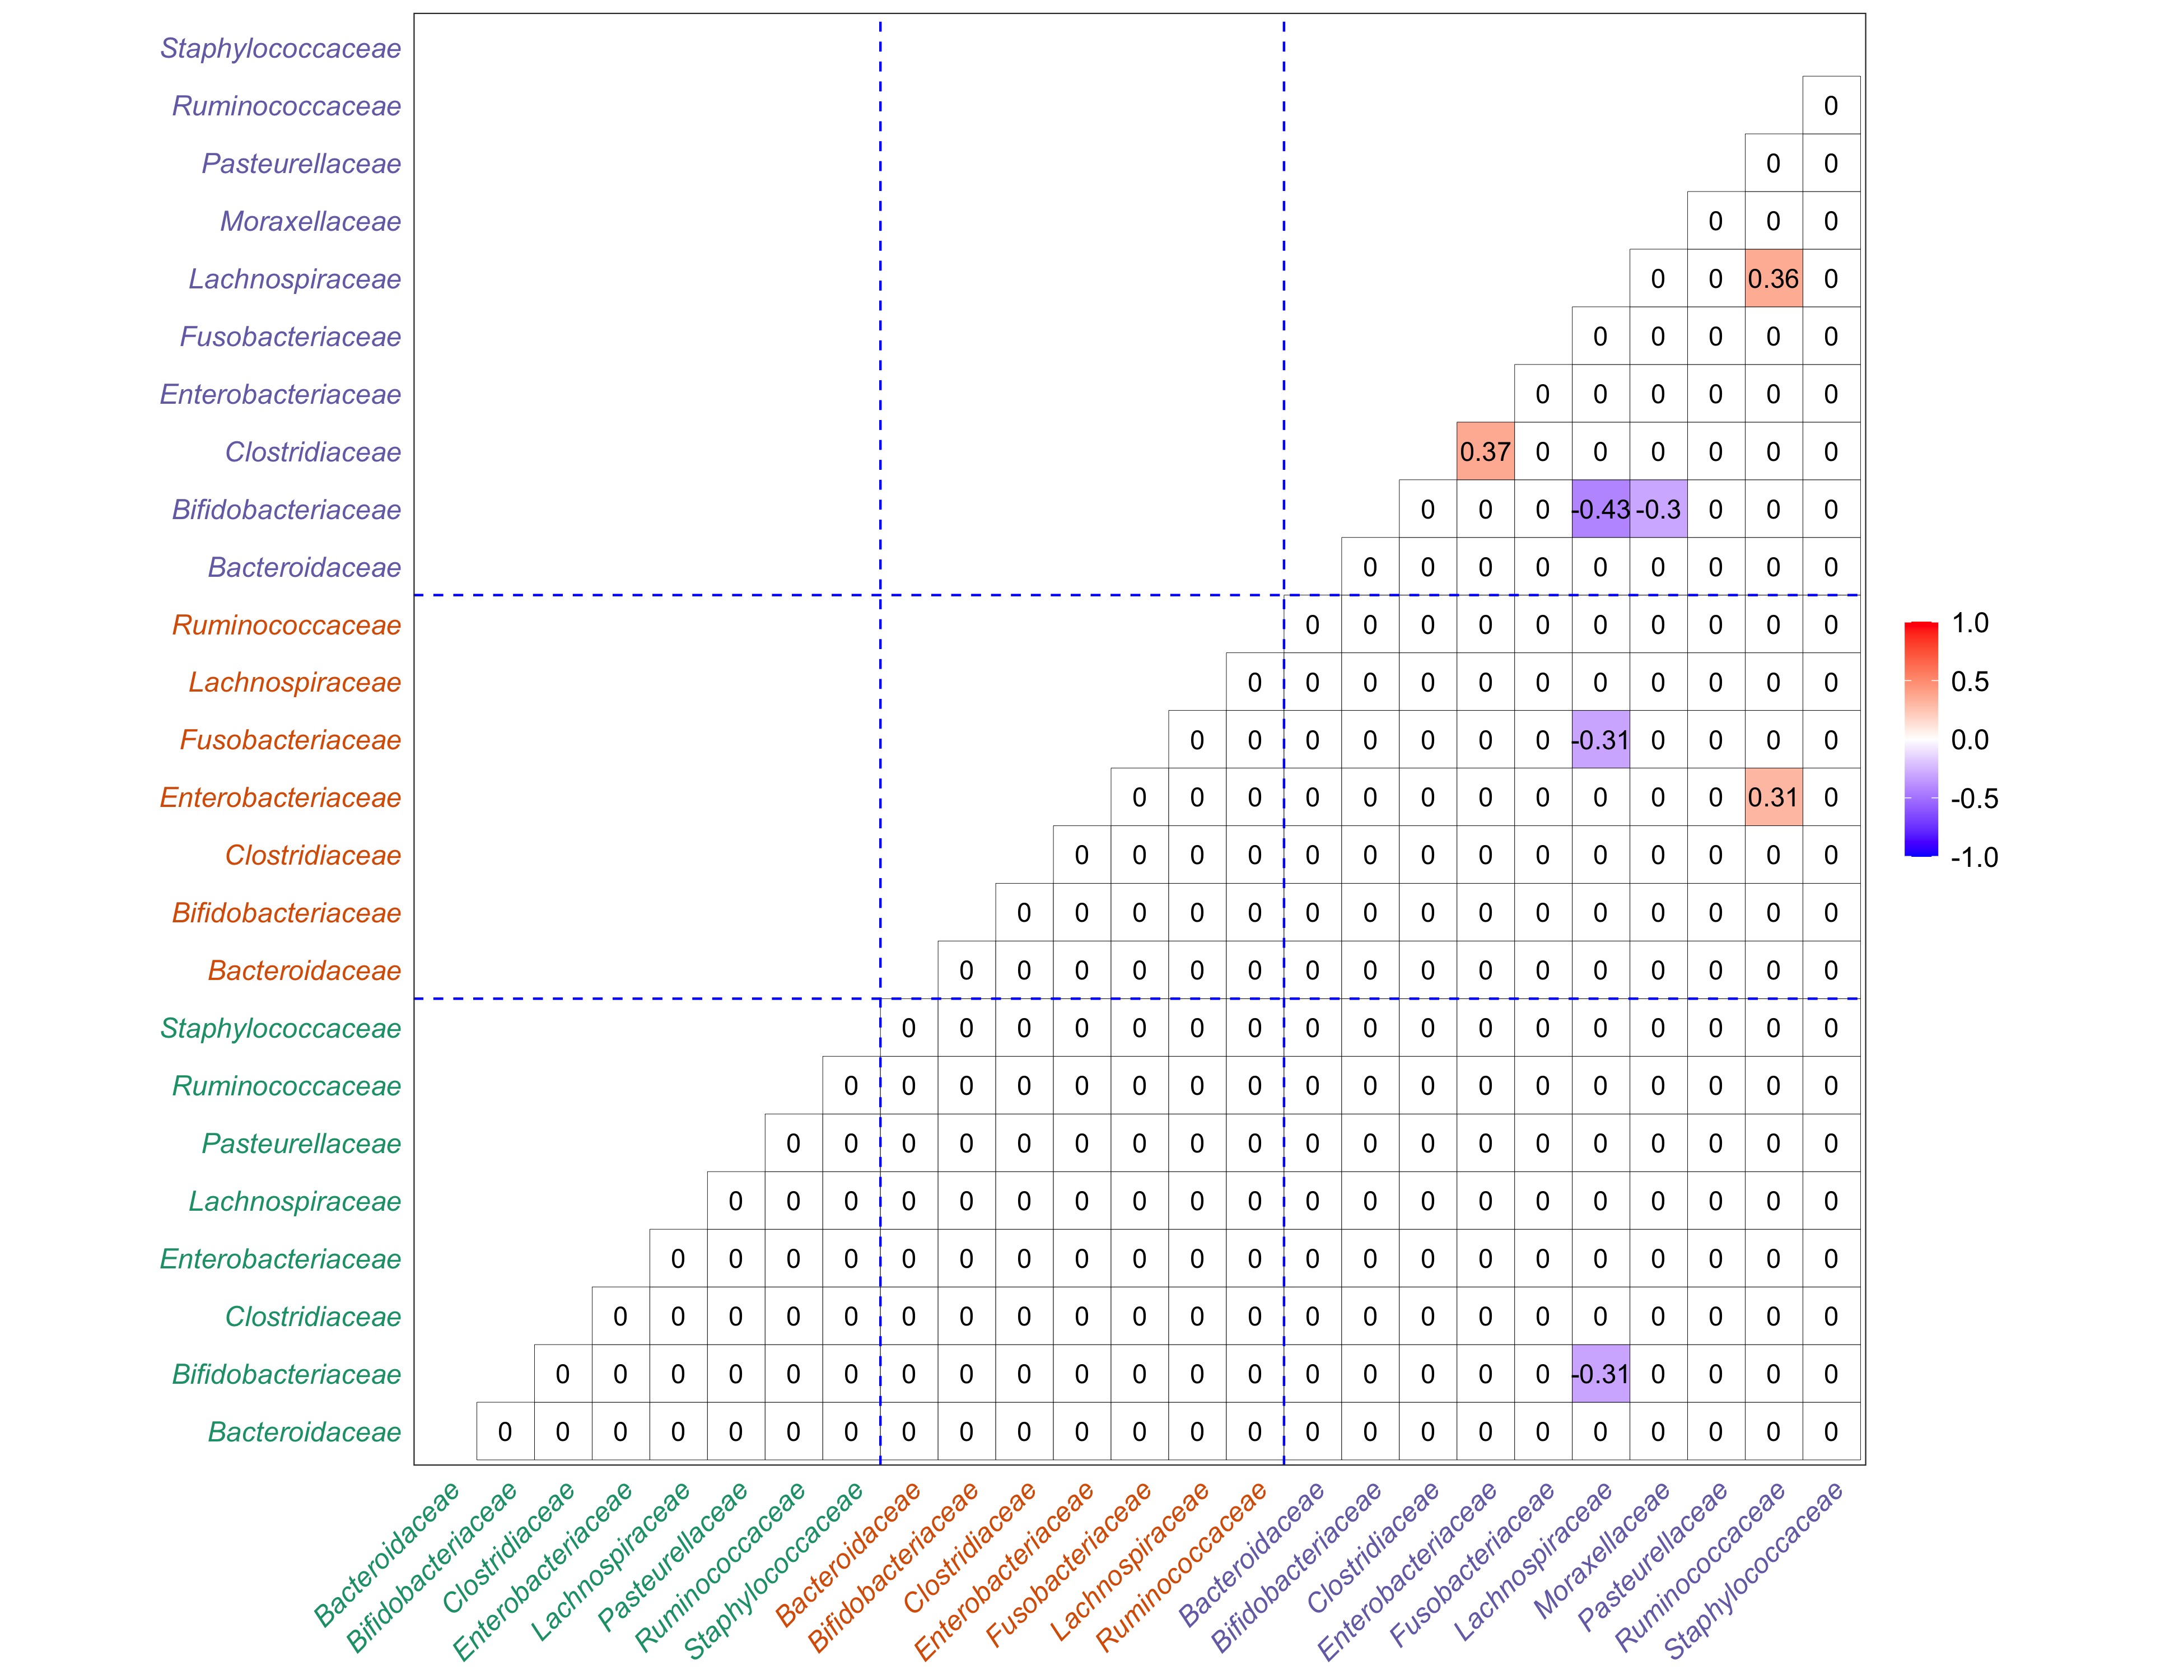 Staphylococcaceae
Ruminococcaceae 0
Pasteurellaceae 0 0
Moraxellaceae 0 0 0
Lachnospiraceae 0 0 0.36 0
Fusobacteriaceae 0 0 0 0 0
Enterobacteriaceae 0 0 0 0 0 0
Clostridiaceae 0.37 0 0 0 0 0 0
Bifidobacteriaceae 0 0 0 -0.43 -0.3 0 0 0
Bacteroidaceae 0 0 0 0 0 0 0 0 0
Ruminococcaceae 0 0 0 0 0 0 0 0 0 0
Lachnospiraceae 0 0 0 0 0 0 0 0 0 0 0
Fusobacteriaceae 0 0 0 0 0 0 0 -0.31 0 0 0 0
Enterobacteriaceae 0 0 0 0 0 0 0 0 0 0 0 0.31 0
Clostridiaceae 0 0 0 0 0 0 0 0 0 0 0 0 0 0
Bifidobacteriaceae 0 0 0 0 0 0 0 0 0 0 0 0 0 0 0
Bacteroidaceae 0 0 0 0 0 0 0 0 0 0 0 0 0 0 0 0
Staphylococcaceae 0 0 0 0 0 0 0 0 0 0 0 0 0 0 0 0 0
Ruminococcaceae 0 0 0 0 0 0 0 0 0 0 0 0 0 0 0 0 0 0
Pasteurellaceae 0 0 0 0 0 0 0 0 0 0 0 0 0 0 0 0 0 0 0
Lachnospiraceae 0 0 0 0 0 0 0 0 0 0 0 0 0 0 0 0 0 0 0 0
Enterobacteriaceae 0 0 0 0 0 0 0 0 0 0 0 0 0 0 0 0 0 0 0 0 0
Clostridiaceae 0 0 0 0 0 0 0 0 0 0 0 0 0 0 0 0 0 0 0 0 0 0
Bifidobacteriaceae 0 0 0 0 0 0 0 0 0 0 0 0 0 0 0 0 0 0 -0.31 0 0 0 0
Bacteroidaceae 0 0 0 0 0 0 0 0 0 0 0 0 0 0 0 0 0 0 0 0 0 0 0 0
Bacteroidaceae
Bifidobacteriaceae
Clostridiaceae
Enterobacteriaceae
Lachnospiraceae
Pasteurellaceae
Ruminococcaceae
Staphylococcaceae
Bacteroidaceae
Bifidobacteriaceae
Clostridiaceae
Enterobacteriaceae
Fusobacteriaceae
Lachnospiraceae
Ruminococcaceae
Bacteroidaceae
Bifidobacteriaceae
Clostridiaceae
Enterobacteriaceae
Fusobacteriaceae
Lachnospiraceae
Moraxellaceae
Pasteurellaceae
Ruminococcaceae
Staphylococcaceae
1.0
0.5
0.0
-0.5
-1.0